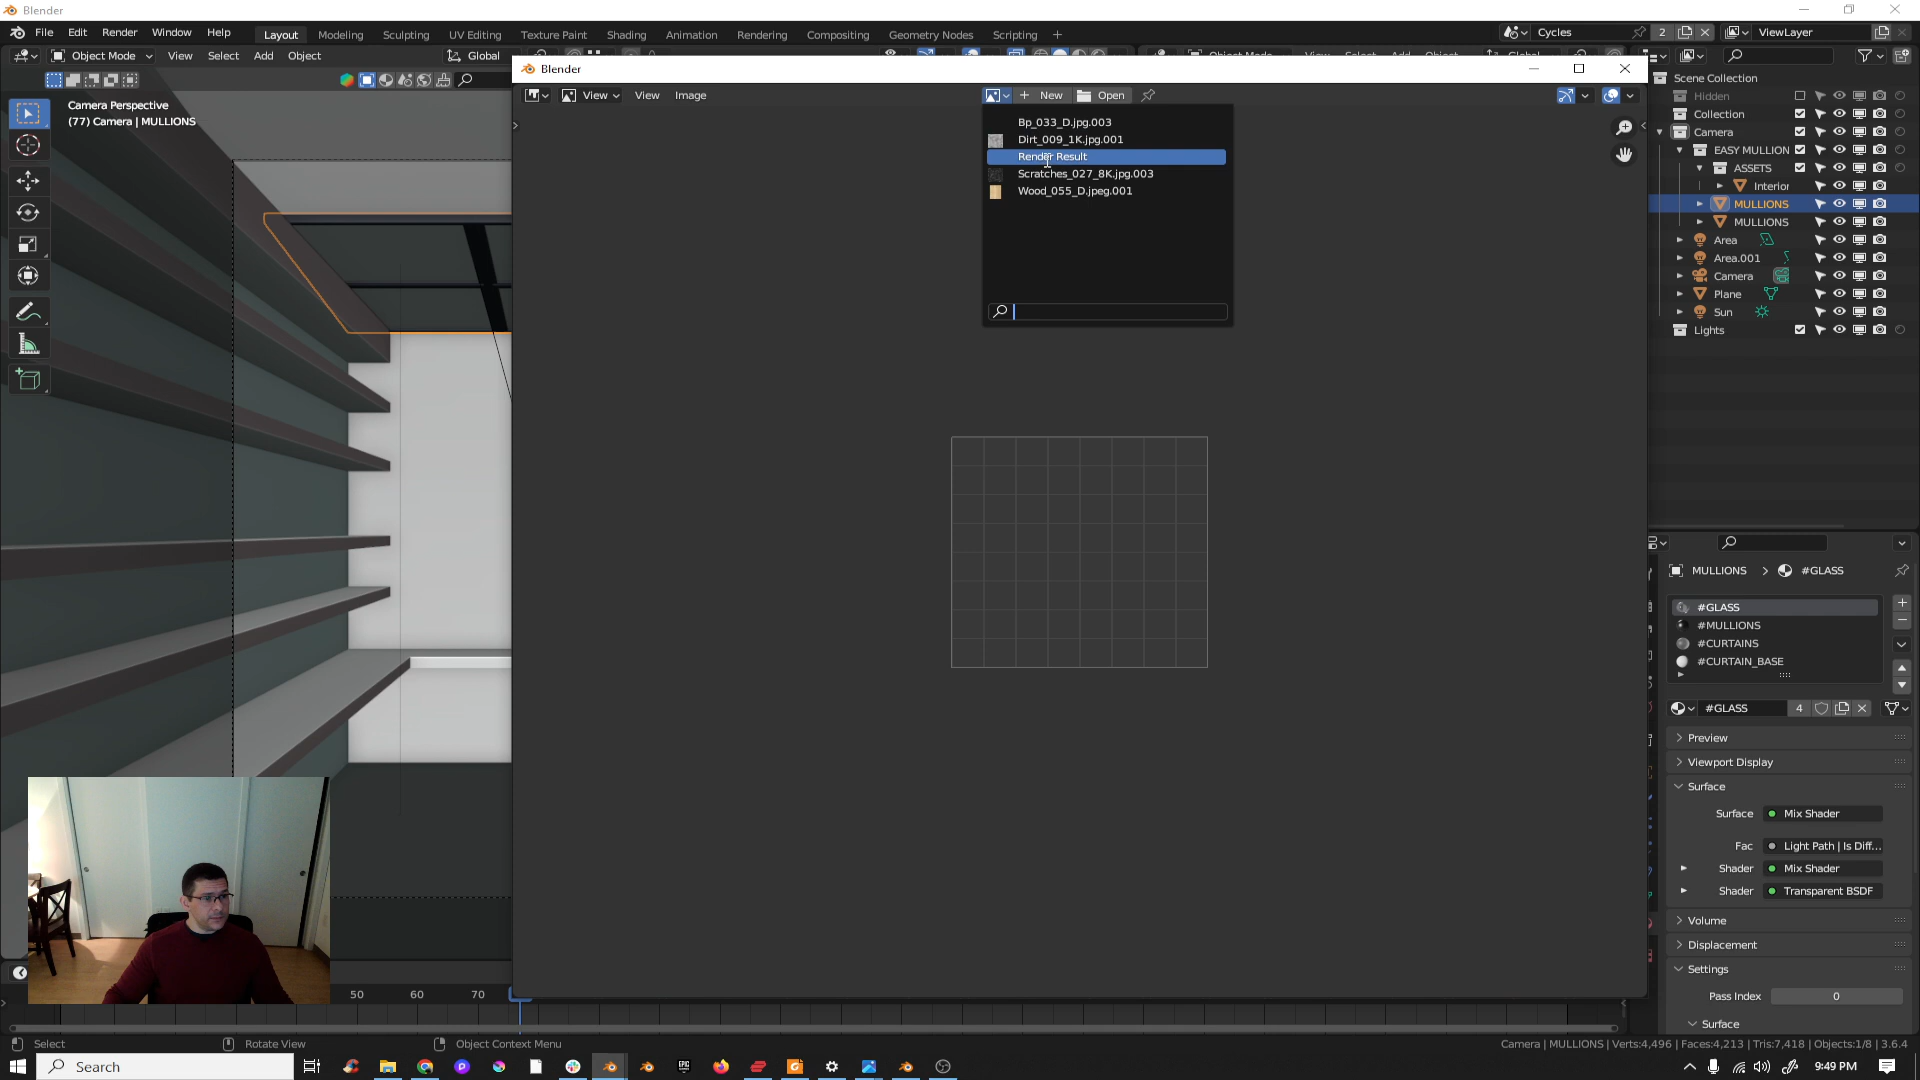 Blender
File Edit Render Window Help
Layout Modeling Sculpting UV Editing Texture Paint Shading Animation Rendering Compositing Geometry Nodes Scripting
Cycles 2 ViewLayer
Object Mode View Select Add Object Global
Blender
Camera Perspective
(77) Camera | MULLIONS
View View Image
New Open
Bp_033_D.jpg.003
Dirt_009_1K.jpg.001
Render Result
Scratches_027_8K.jpg.003
Wood_055_D.jpeg.001
Scene Collection
Hidden
Collection
Camera
EASY MULLION
ASSETS
Interior
MULLIONS
MULLIONS
Area
Area.001
Camera
Plane
Sun
Lights
MULLIONS > #GLASS
#GLASS
#MULLIONS
#CURTAINS
#CURTAIN_BASE
#GLASS 4
Preview
Viewport Display
Surface
Surface Mix Shader
Fac Light Path | Is Diff...
Shader Mix Shader
Shader Transparent BSDF
Volume
Displacement
Settings
Pass Index 0
Surface
50 60 70
Select Rotate View Object Context Menu
Camera | MULLIONS | Verts:4,496 | Faces:4,213 | Tris:7,418 | Objects:1/8 | 3.6.4
Search
EPIC
9:49 PM